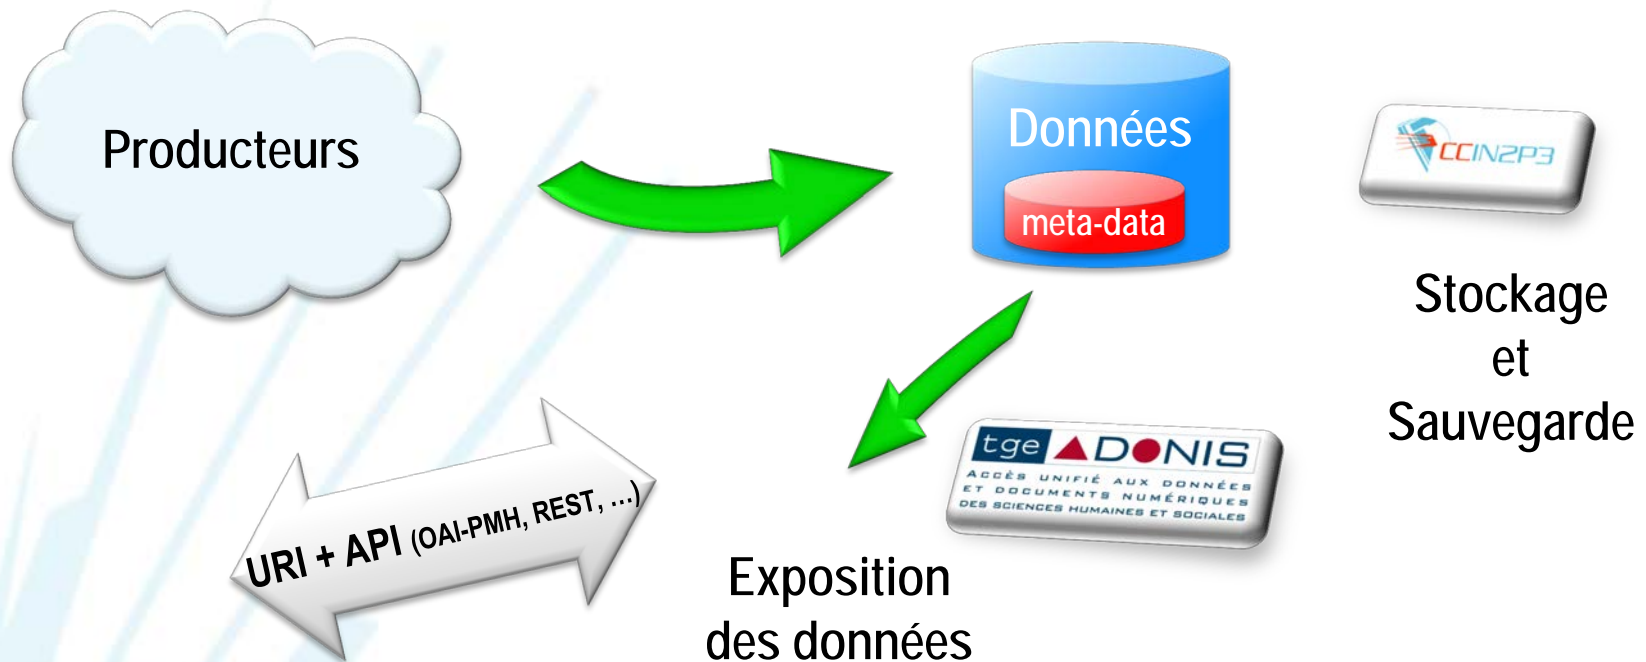 Producteurs
Données
meta-data
CCIN2P3
Stockage
et
Sauvegarde
tge ADONIS
ACCÈS UNIFIÉ AUX DONNÉES
ET DOCUMENTS NUMÉRIQUES
DES SCIENCES HUMAINES ET SOCIALES
URI + API (OAI-PMH, REST, ...)
Exposition
des données